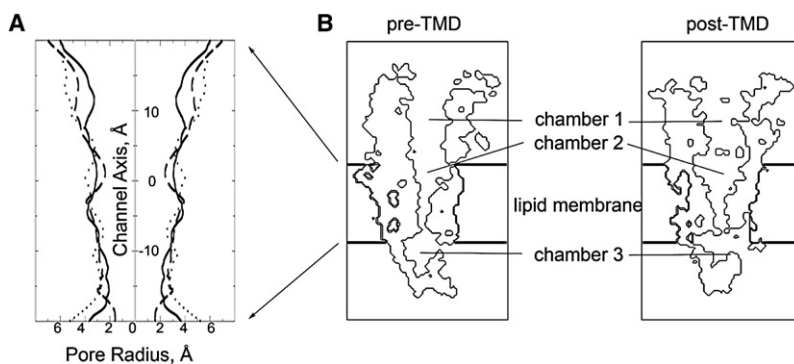 A
B
pre-TMD
post-TMD
10
0
-10
Channel Axis, Å
6 4 2 0 2 4 6
Pore Radius, Å
chamber 1
chamber 2
lipid membrane
chamber 3